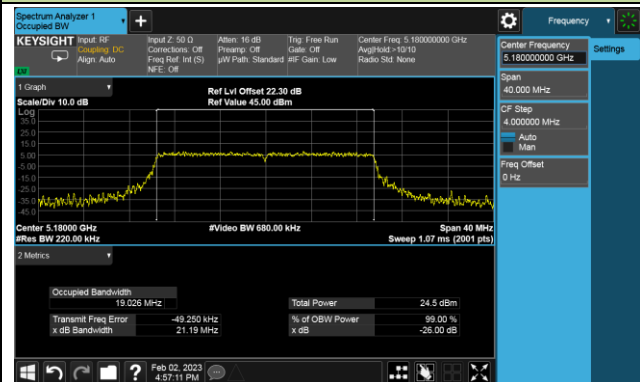 Spectrum Analyzer 1
Occupied BW
Frequency
KEYSIGHT
Input: RF
Coupling: DC
Align: Auto
Input Z: 50 Ω
Corrections: Off
Freq Ref: Int (S)
NFE: Off
Atten: 16 dB
Preamp: Off
µW Path: Standard
Trig: Free Run
Gate: Off
#IF Gain: Low
Center Freq: 5.180000000 GHz
Avg|Hold:>10/10
Radio Std: None
Center Frequency
5.180000000 GHz
Settings
Span
40.000 MHz
CF Step
4.000000 MHz
Auto
Man
Freq Offset
0 Hz
1 Graph
Scale/Div 10.0 dB
Ref Lvl Offset 22.30 dB
Ref Value 45.00 dBm
Log
35.0
25.0
15.0
5.00
-5.00
-15.0
-25.0
-35.0
-45.0
Center 5.18000 GHz
#Video BW 680.00 kHz
Span 40 MHz
#Res BW 220.00 kHz
Sweep 1.07 ms (2001 pts)
2 Metrics
Occupied Bandwidth
19.026 MHz
Total Power 24.5 dBm
Transmit Freq Error -49.250 kHz
% of OBW Power 99.00 %
x dB Bandwidth 21.19 MHz
x dB -26.00 dB
?
Feb 02, 2023
4:57:11 PM